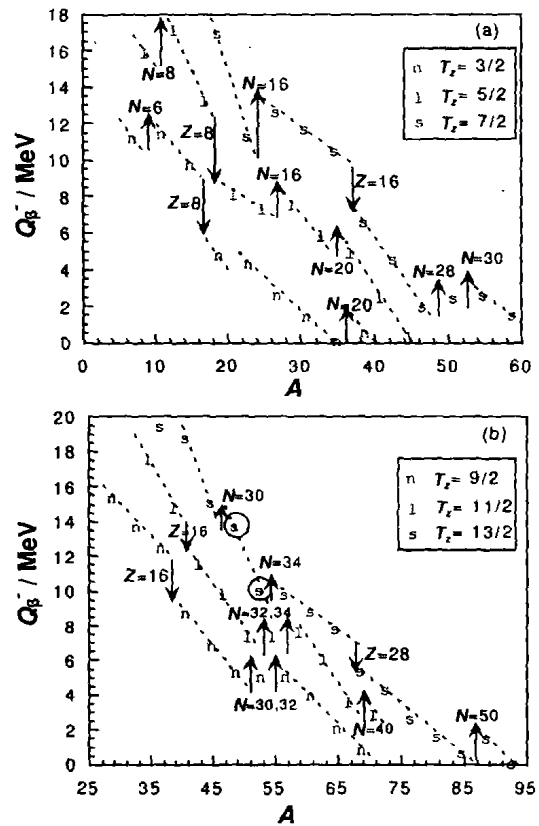 (a)
18
16
14
12
10
8
6
4
2
0
Qβ⁻ / MeV
n T_z = 3/2
l T_z = 5/2
s T_z = 7/2
N=8
N=6
Z=8
Z=8
N=16
N=16
Z=16
N=20
N=20
N=28
N=30
0 10 20 30 40 50 60
A
(b)
20
18
16
14
12
10
8
6
4
2
0
Qβ⁻ / MeV
n T_z = 9/2
l T_z = 11/2
s T_z = 13/2
N=30
Z=16
Z=16
N=34
N=32,34
Z=28
N=30,32
N=40
N=50
25 35 45 55 65 75 85 95
A